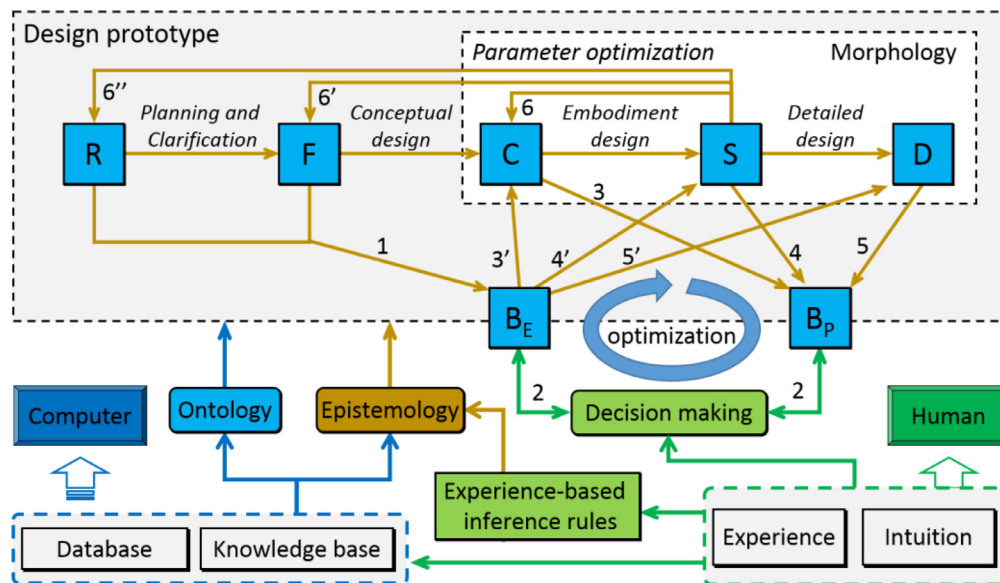 Design prototype
Parameter optimization
Morphology
6''
6'
6
Planning and
Clarification
Conceptual
design
Embodiment
design
Detailed
design
R
F
C
S
D
1
3
3'
4'
5'
4
5
B_E
B_P
optimization
2
2
Computer
Ontology
Epistemology
Decision making
Human
Experience-based
inference rules
Database
Knowledge base
Experience
Intuition